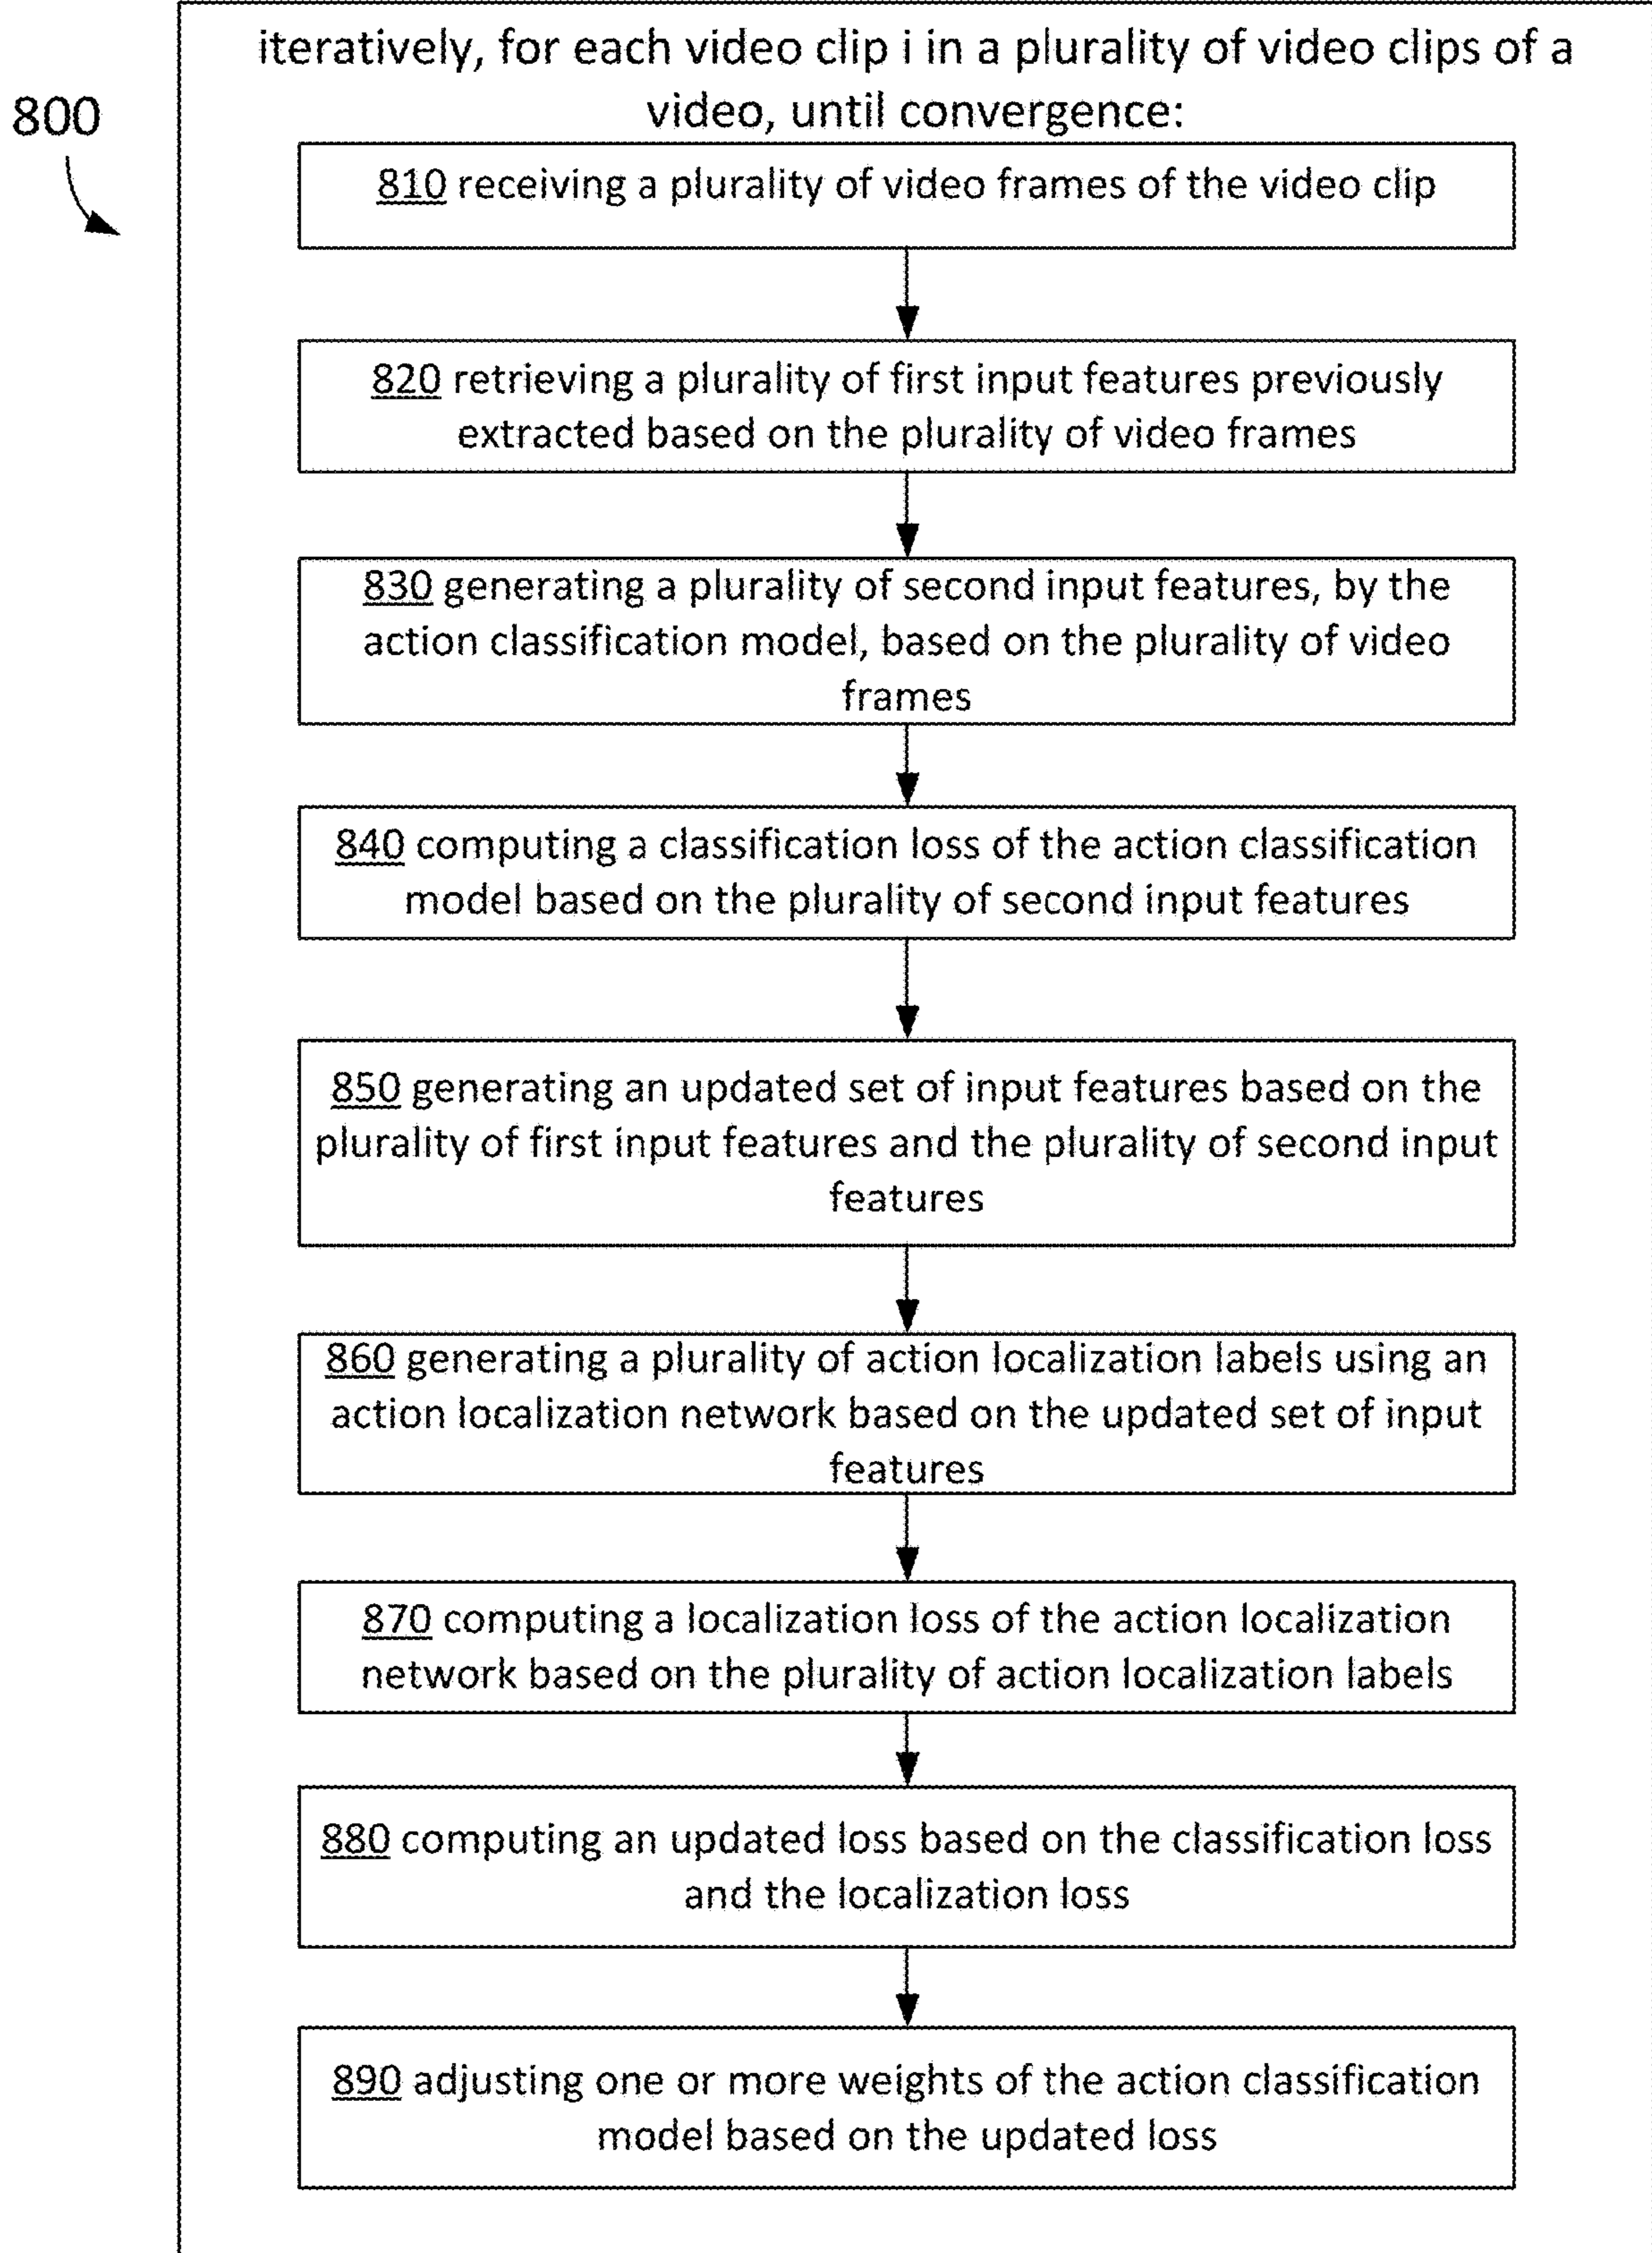 iteratively, for each video clip i in a plurality of video clips of a
video, until convergence:
800
810 receiving a plurality of video frames of the video clip
820 retrieving a plurality of first input features previously
extracted based on the plurality of video frames
830 generating a plurality of second input features, by the
action classification model, based on the plurality of video
frames
840 computing a classification loss of the action classification
model based on the plurality of second input features
850 generating an updated set of input features based on the
plurality of first input features and the plurality of second input
features
860 generating a plurality of action localization labels using an
action localization network based on the updated set of input
features
870 computing a localization loss of the action localization
network based on the plurality of action localization labels
880 computing an updated loss based on the classification loss
and the localization loss
890 adjusting one or more weights of the action classification
model based on the updated loss